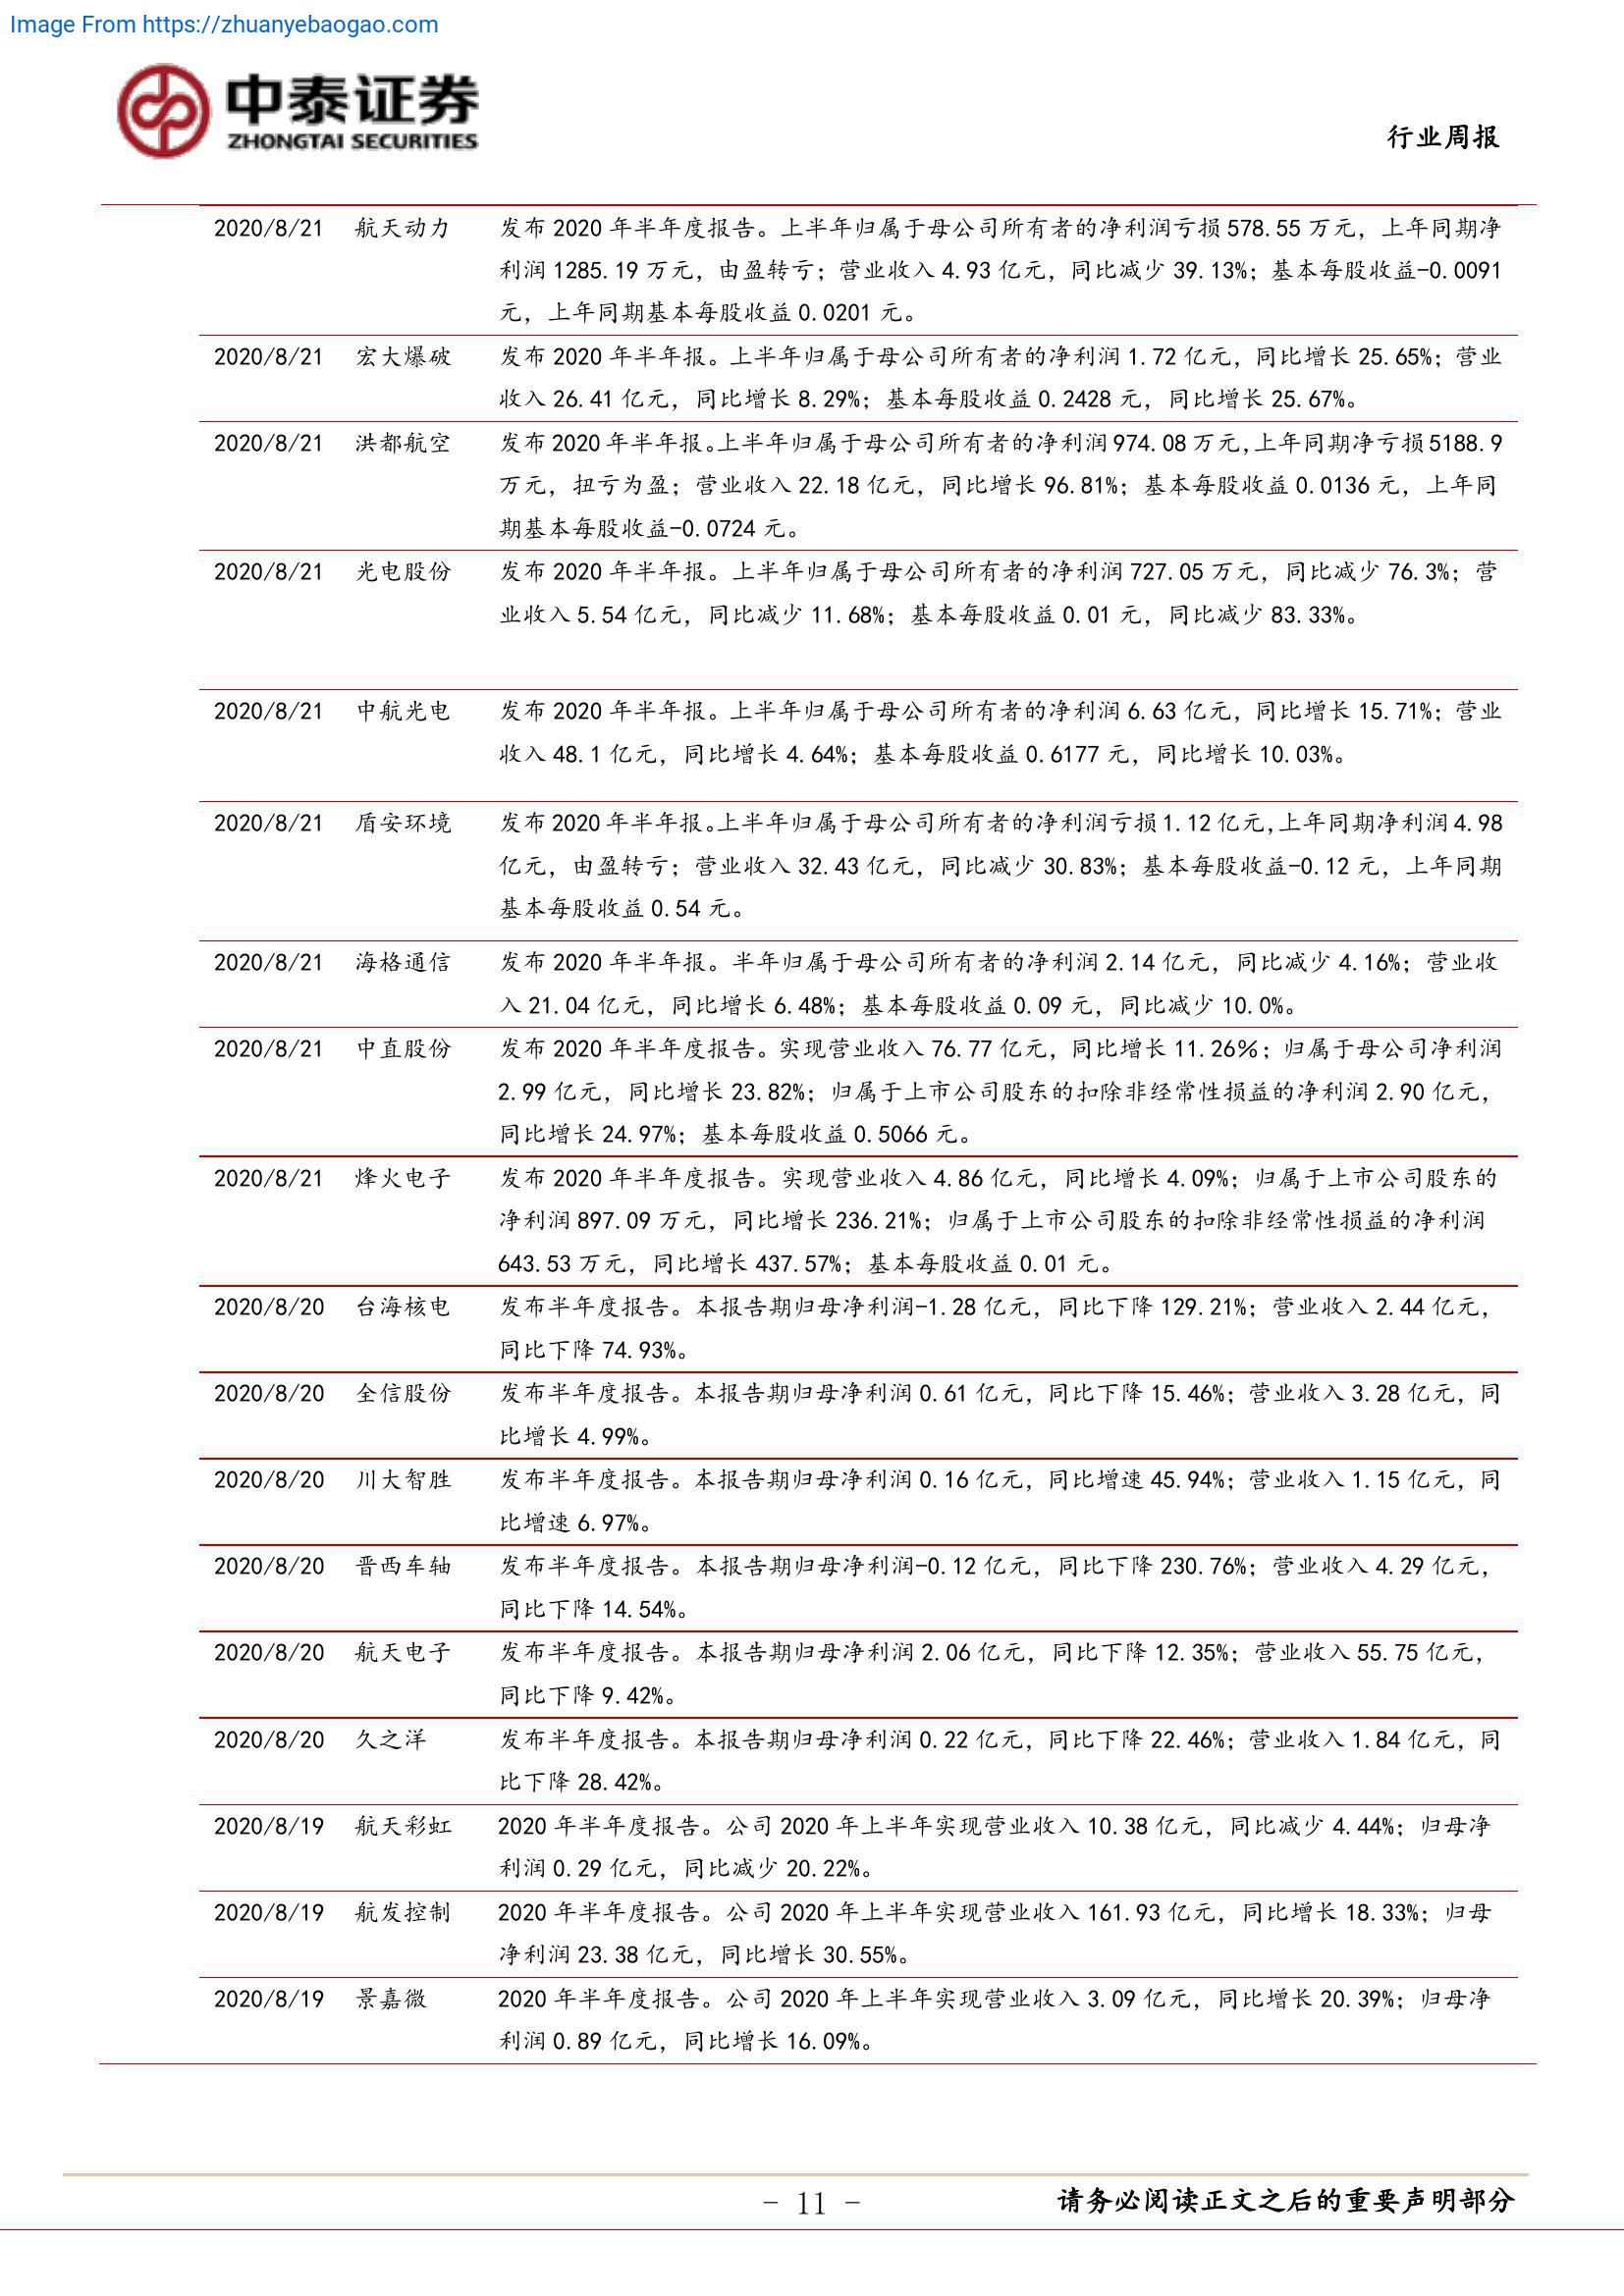 Image From https://zhuanyebaogao.com
中泰证券
ZHONGTAI SECURITIES
行业周报
2020/8/21 航天动力 发布 2020 年半年度报告。上半年归属于母公司所有者的净利润亏损 578.55 万元，上年同期净
利润 1285.19 万元，由盈转亏；营业收入 4.93 亿元，同比减少 39.13%；基本每股收益-0.0091
元，上年同期基本每股收益 0.0201 元。
2020/8/21 宏大爆破 发布 2020 年半年报。上半年归属于母公司所有者的净利润 1.72 亿元，同比增长 25.65%；营业
收入 26.41 亿元，同比增长 8.29%；基本每股收益 0.2428 元，同比增长 25.67%。
2020/8/21 洪都航空 发布 2020 年半年报。上半年归属于母公司所有者的净利润 974.08 万元，上年同期净亏损 5188.9
万元，扭亏为盈；营业收入 22.18 亿元，同比增长 96.81%；基本每股收益 0.0136 元，上年同
期基本每股收益-0.0724 元。
2020/8/21 光电股份 发布 2020 年半年报。上半年归属于母公司所有者的净利润 727.05 万元，同比减少 76.3%；营
业收入 5.54 亿元，同比减少 11.68%；基本每股收益 0.01 元，同比减少 83.33%。
2020/8/21 中航光电 发布 2020 年半年报。上半年归属于母公司所有者的净利润 6.63 亿元，同比增长 15.71%；营业
收入 48.1 亿元，同比增长 4.64%；基本每股收益 0.6177 元，同比增长 10.03%。
2020/8/21 盾安环境 发布 2020 年半年报。上半年归属于母公司所有者的净利润亏损 1.12 亿元，上年同期净利润 4.98
亿元，由盈转亏；营业收入 32.43 亿元，同比减少 30.83%；基本每股收益-0.12 元，上年同期
基本每股收益 0.54 元。
2020/8/21 海格通信 发布 2020 年半年报。半年归属于母公司所有者的净利润 2.14 亿元，同比减少 4.16%；营业收
入 21.04 亿元，同比增长 6.48%；基本每股收益 0.09 元，同比减少 10.0%。
2020/8/21 中直股份 发布 2020 年半年度报告。实现营业收入 76.77 亿元，同比增长 11.26%；归属于母公司净利润
2.99 亿元，同比增长 23.82%；归属于上市公司股东的扣除非经常性损益的净利润 2.90 亿元，
同比增长 24.97%；基本每股收益 0.5066 元。
2020/8/21 烽火电子 发布 2020 年半年度报告。实现营业收入 4.86 亿元，同比增长 4.09%；归属于上市公司股东的
净利润 897.09 万元，同比增长 236.21%；归属于上市公司股东的扣除非经常性损益的净利润
643.53 万元，同比增长 437.57%；基本每股收益 0.01 元。
2020/8/20 台海核电 发布半年度报告。本报告期归母净利润-1.28 亿元，同比下降 129.21%；营业收入 2.44 亿元，
同比下降 74.93%。
2020/8/20 全信股份 发布半年度报告。本报告期归母净利润 0.61 亿元，同比下降 15.46%；营业收入 3.28 亿元，同
比增长 4.99%。
2020/8/20 川大智胜 发布半年度报告。本报告期归母净利润 0.16 亿元，同比增速 45.94%；营业收入 1.15 亿元，同
比增速 6.97%。
2020/8/20 晋西车轴 发布半年度报告。本报告期归母净利润-0.12 亿元，同比下降 230.76%；营业收入 4.29 亿元，
同比下降 14.54%。
2020/8/20 航天电子 发布半年度报告。本报告期归母净利润 2.06 亿元，同比下降 12.35%；营业收入 55.75 亿元，
同比下降 9.42%。
2020/8/20 久之洋 发布半年度报告。本报告期归母净利润 0.22 亿元，同比下降 22.46%；营业收入 1.84 亿元，同
比下降 28.42%。
2020/8/19 航天彩虹 2020 年半年度报告。公司 2020 年上半年实现营业收入 10.38 亿元，同比减少 4.44%；归母净
利润 0.29 亿元，同比减少 20.22%。
2020/8/19 航发控制 2020 年半年度报告。公司 2020 年上半年实现营业收入 161.93 亿元，同比增长 18.33%；归母
净利润 23.38 亿元，同比增长 30.55%。
2020/8/19 景嘉微 2020 年半年度报告。公司 2020 年上半年实现营业收入 3.09 亿元，同比增长 20.39%；归母净
利润 0.89 亿元，同比增长 16.09%。
- 11 - 请务必阅读正文之后的重要声明部分